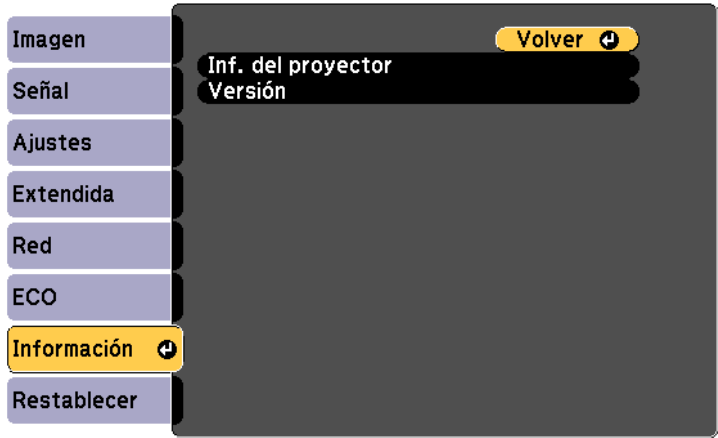 Imagen
Señal
Ajustes
Extendida
Red
ECO
Información
Restablecer
Volver
Inf. del proyector
Versión